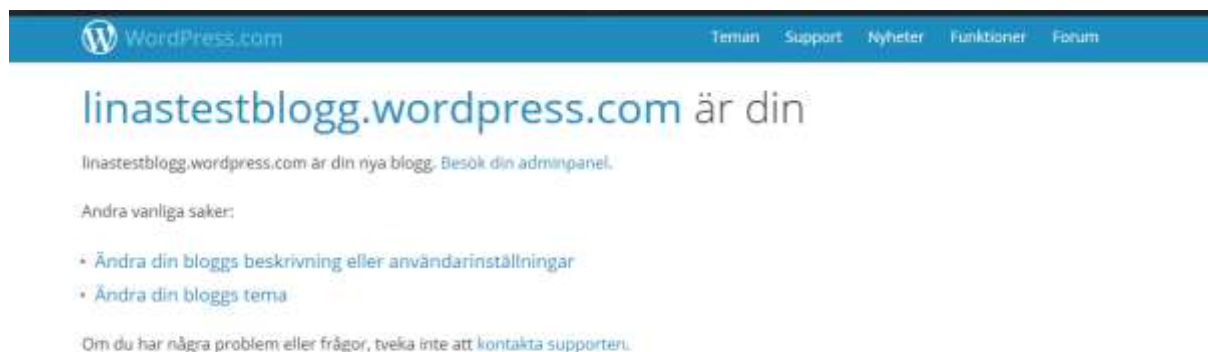 WordPress.com Teman Support Nyheter Funktioner Forum
linastestblogg.wordpress.com är din
linastestblogg.wordpress.com är din nya blogg. Besök din adminpanel.
Andra vanliga saker:
• Ändra din bloggs beskrivning eller användarinställningar
• Ändra din bloggs tema
Om du har några problem eller frågor, tveka inte att kontakta supporten.